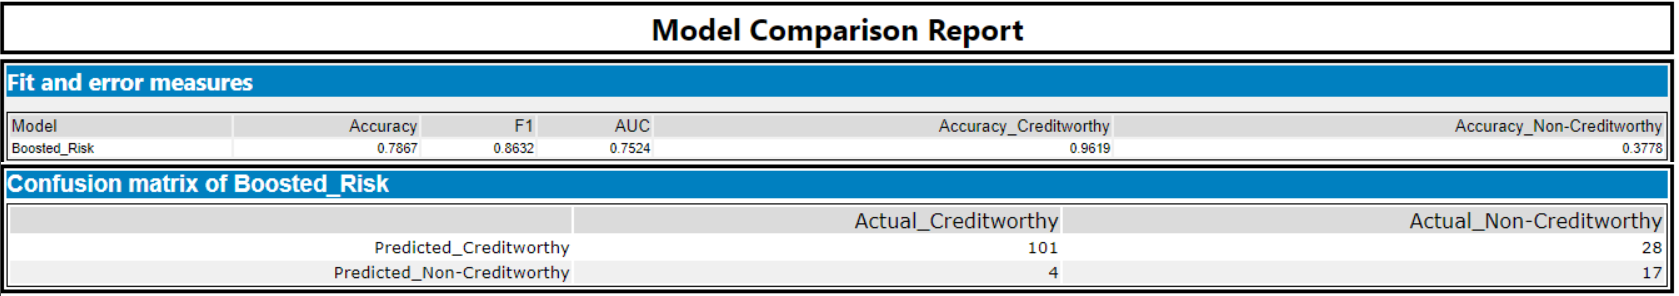 Model Comparison Report
Fit and error measures
Model Accuracy F1 AUC Accuracy_Creditworthy Accuracy_Non-Creditworthy
Boosted_Risk 0.7867 0.8632 0.7524 0.9619 0.3778
Confusion matrix of Boosted_Risk
Actual_Creditworthy Actual_Non-Creditworthy
Predicted_Creditworthy 101 28
Predicted_Non-Creditworthy 4 17